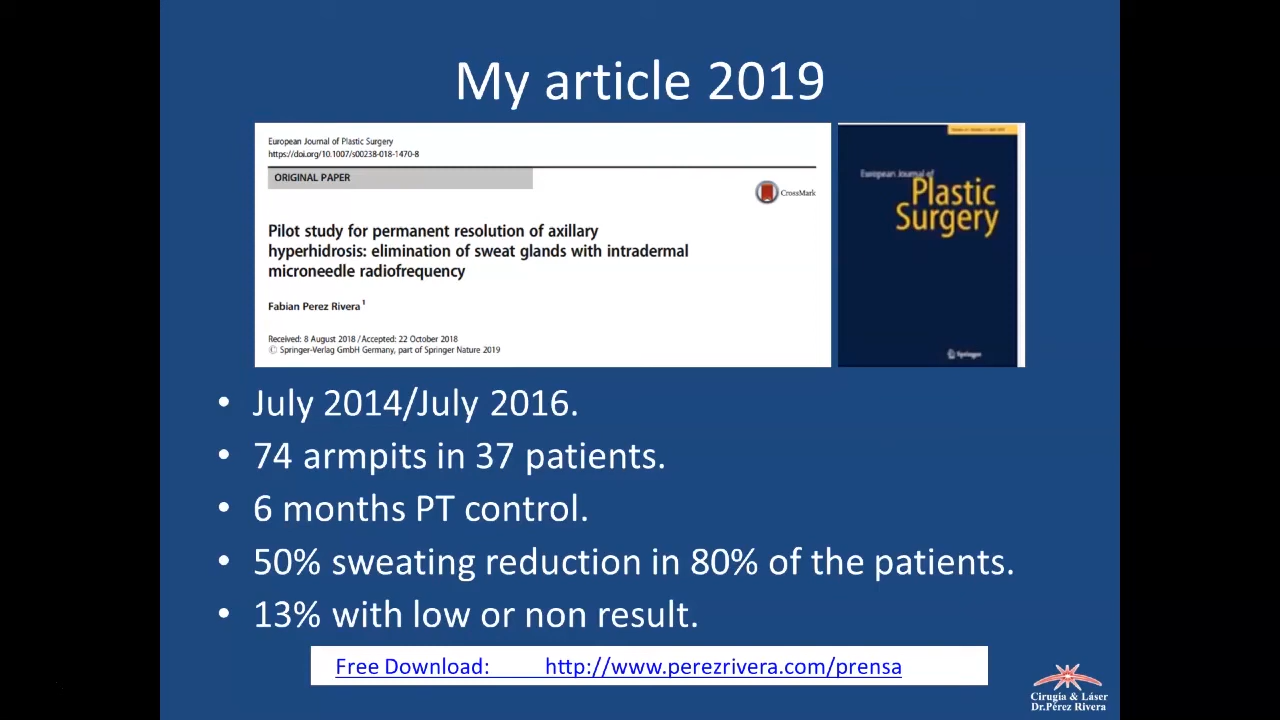 My article 2019
European Journal of Plastic Surgery
https://doi.org/10.1007/s00238-018-1470-8
ORIGINAL PAPER
CrossMark
Pilot study for permanent resolution of axillary
hyperhidrosis: elimination of sweat glands with intradermal
microneedle radiofrequency
Fabian Perez Rivera 1
Received: 8 August 2018 / Accepted: 22 October 2018
© Springer-Verlag GmbH Germany, part of Springer Nature 2019
European Journal of
Plastic
Surgery
Springer
• July 2014/July 2016.
• 74 armpits in 37 patients.
• 6 months PT control.
• 50% sweating reduction in 80% of the patients.
• 13% with low or non result.
Free Download: http://www.perezrivera.com/prensa
Cirugía & Láser
Dr.Pérez Rivera